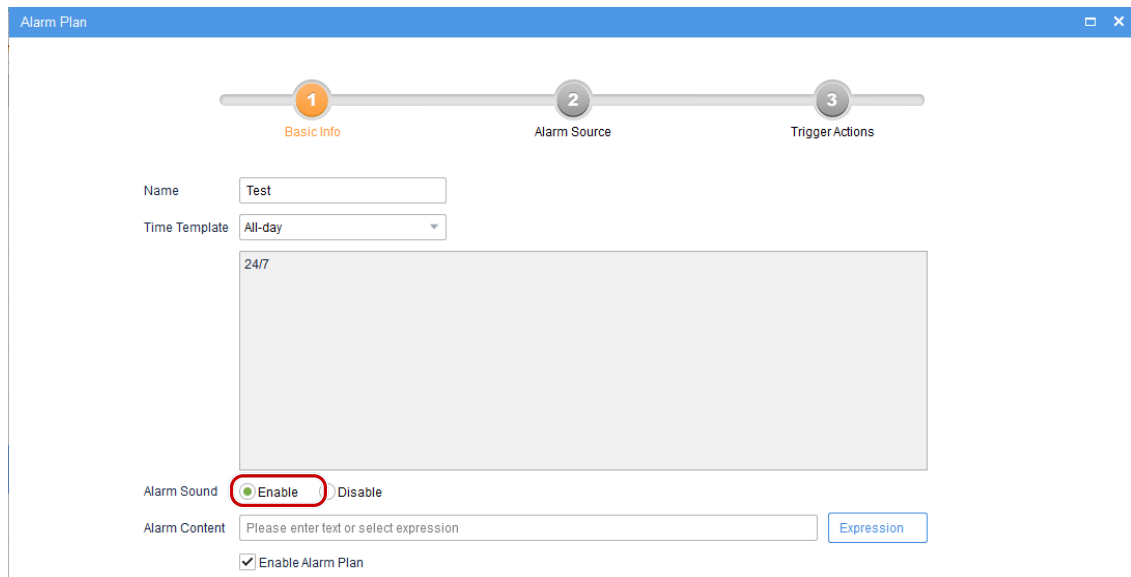 Alarm Plan
1 2 3
Basic Info Alarm Source Trigger Actions
Name Test
Time Template All-day
24/7
Alarm Sound Enable Disable
Alarm Content Please enter text or select expression Expression
Enable Alarm Plan